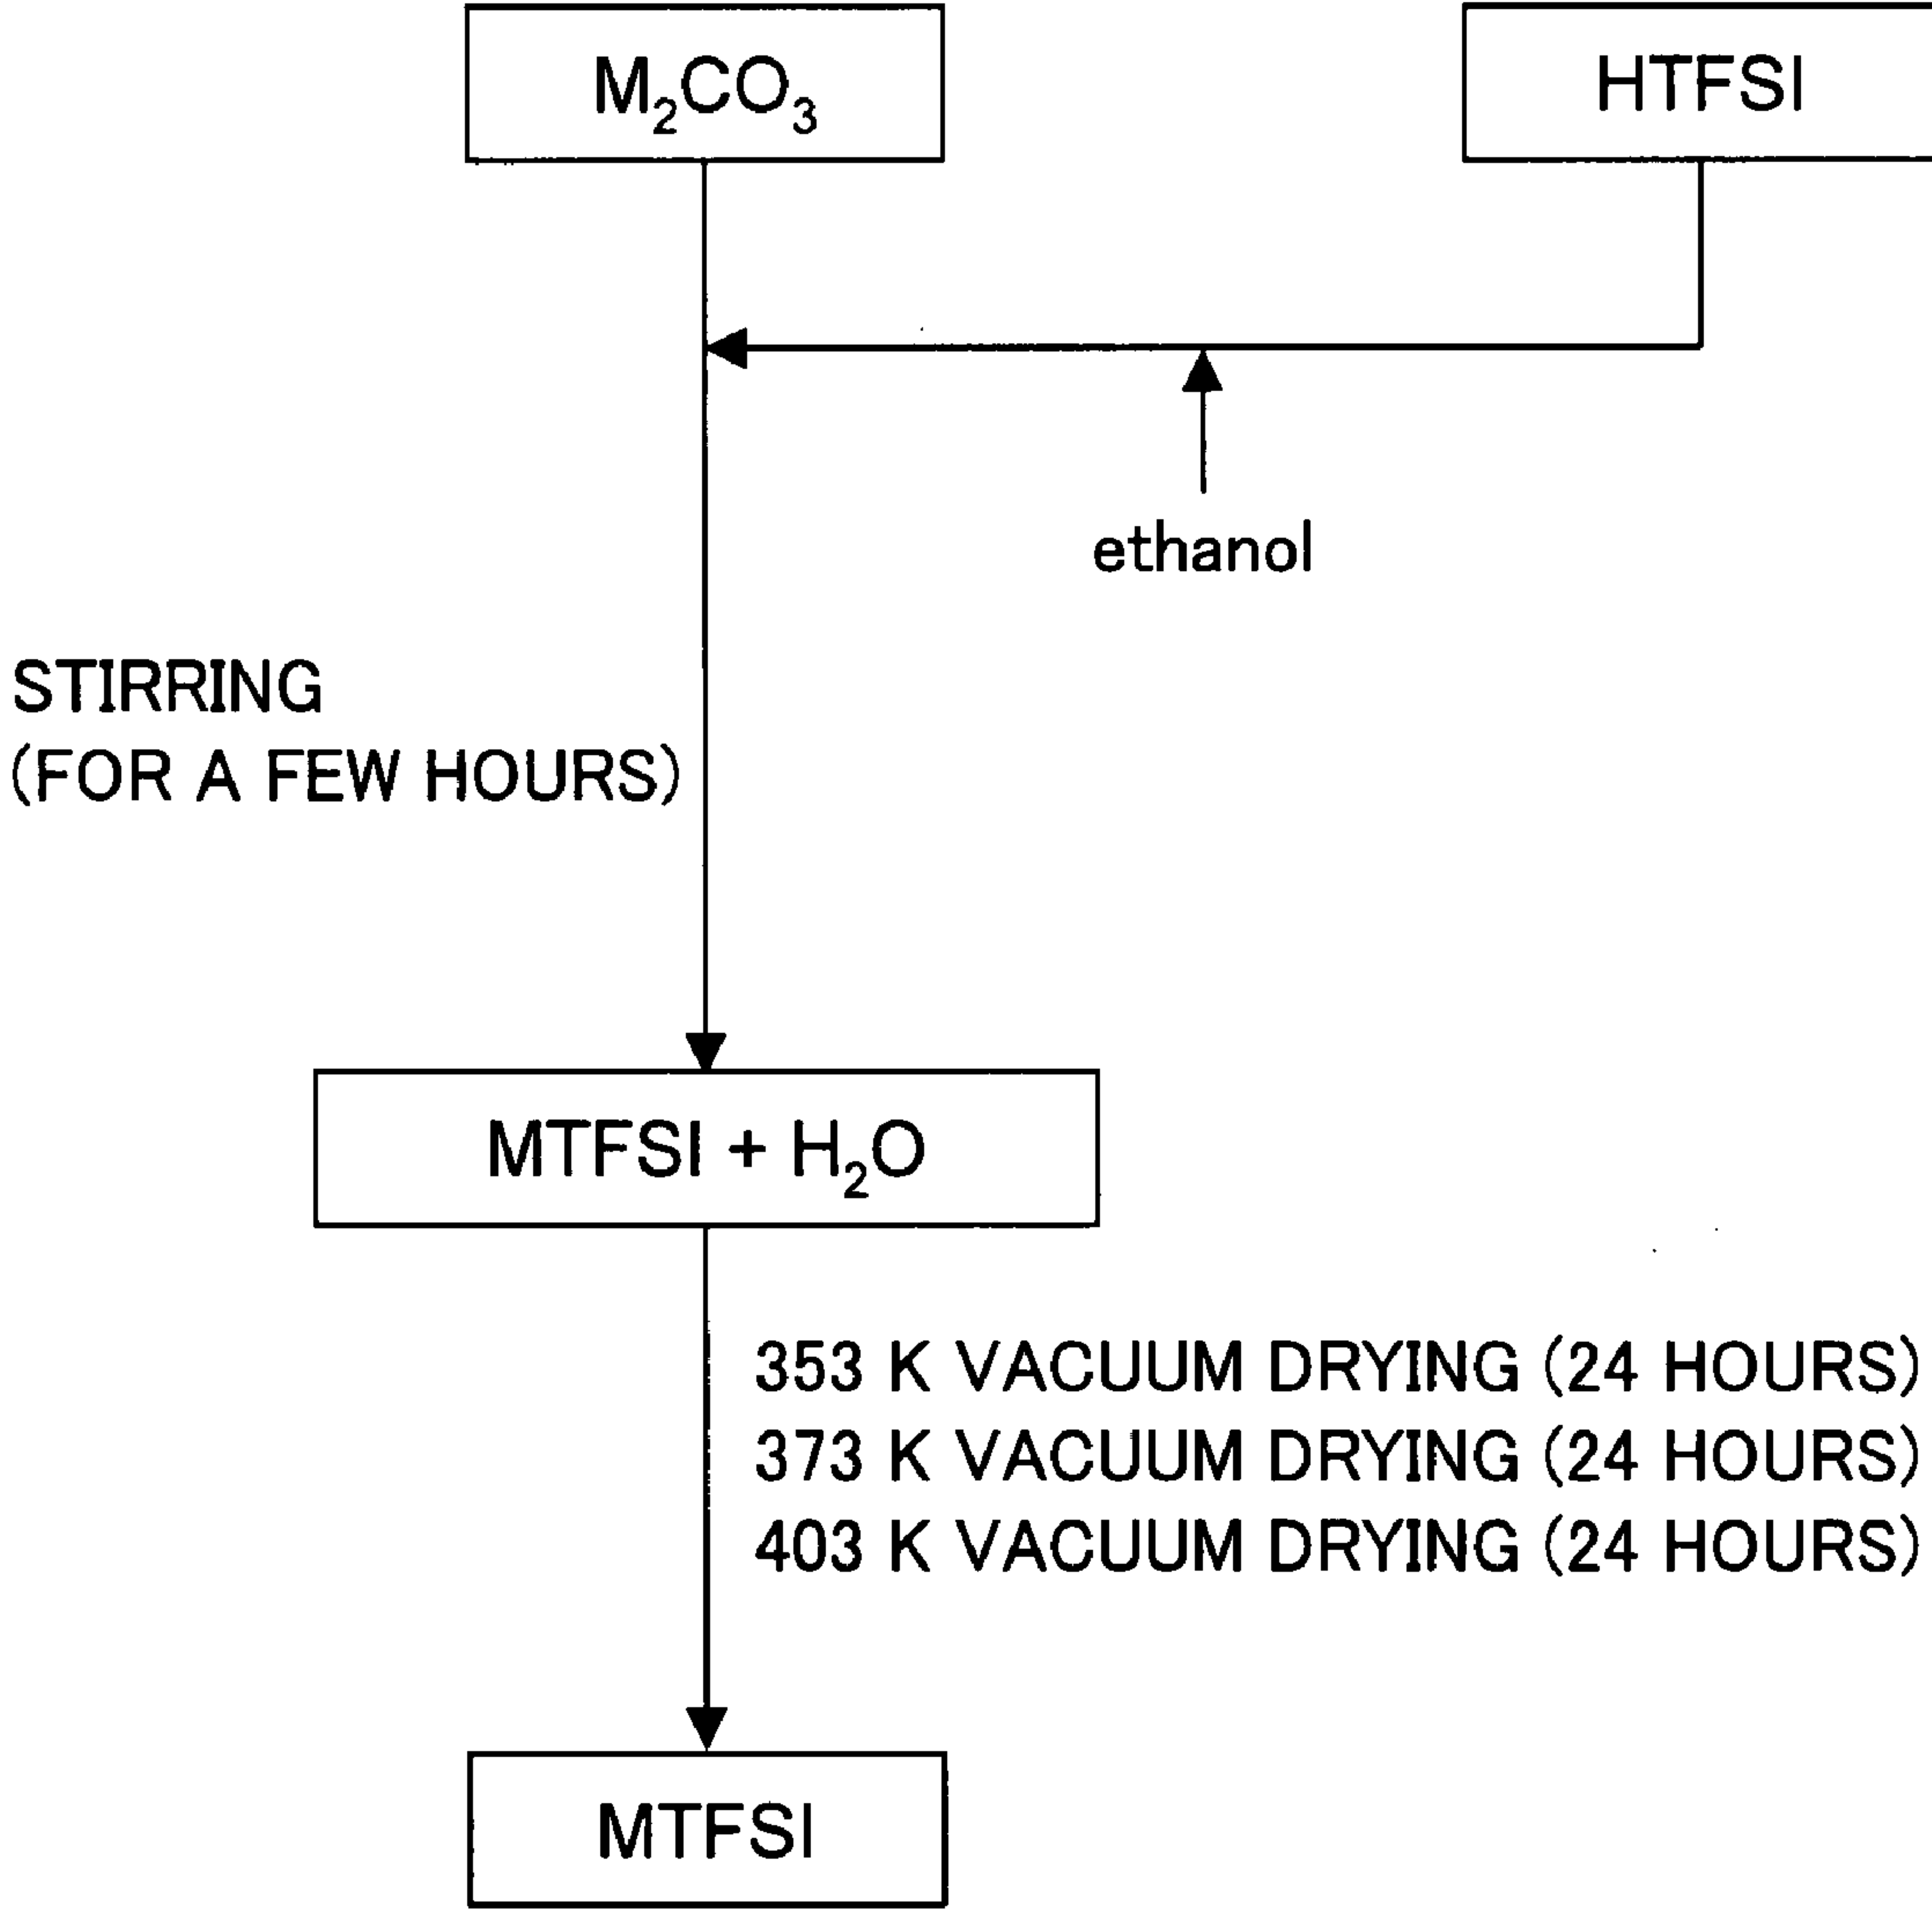 M₂CO₃
HTFSI
ethanol
STIRRING
(FOR A FEW HOURS)
MTFSI + H₂O
353 K VACUUM DRYING (24 HOURS)
373 K VACUUM DRYING (24 HOURS)
403 K VACUUM DRYING (24 HOURS)
MTFSI